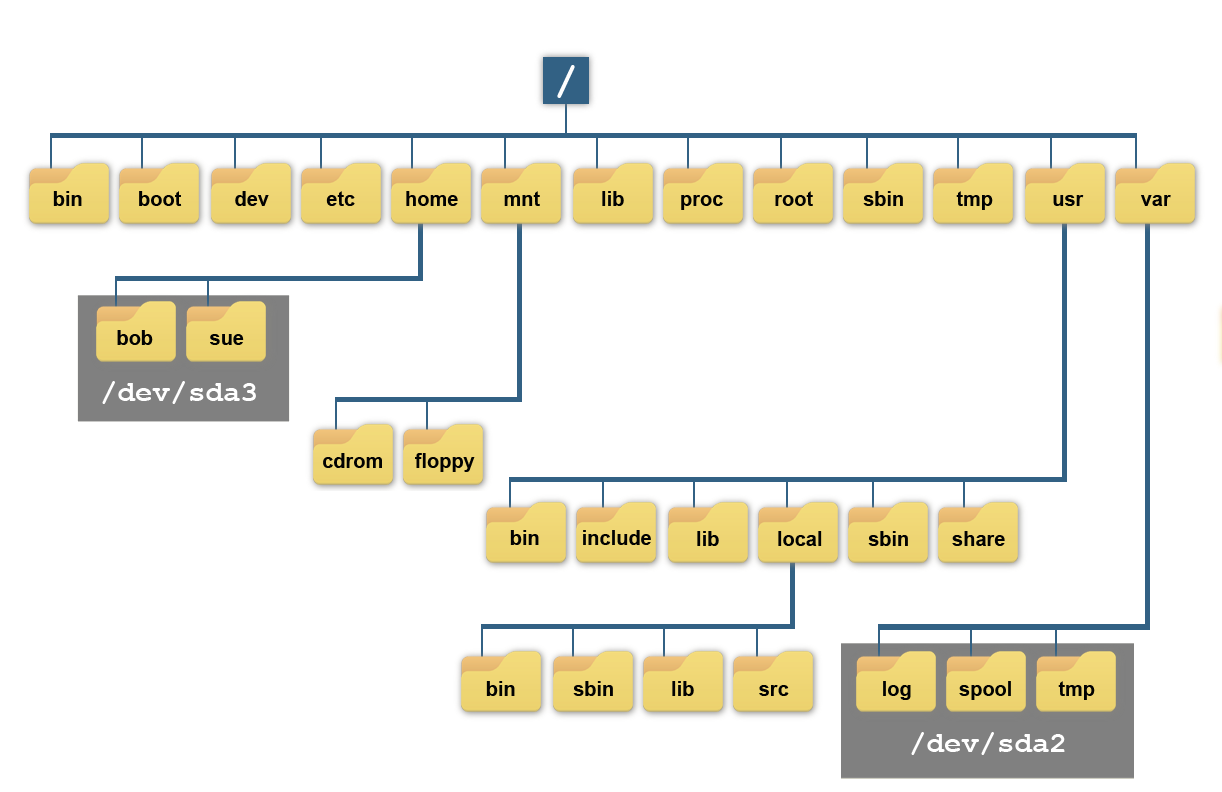 /
bin boot dev etc home mnt lib proc root sbin tmp usr var
bob sue
/dev/sda3
cdrom floppy
bin include lib local sbin share
bin sbin lib src
log spool tmp
/dev/sda2